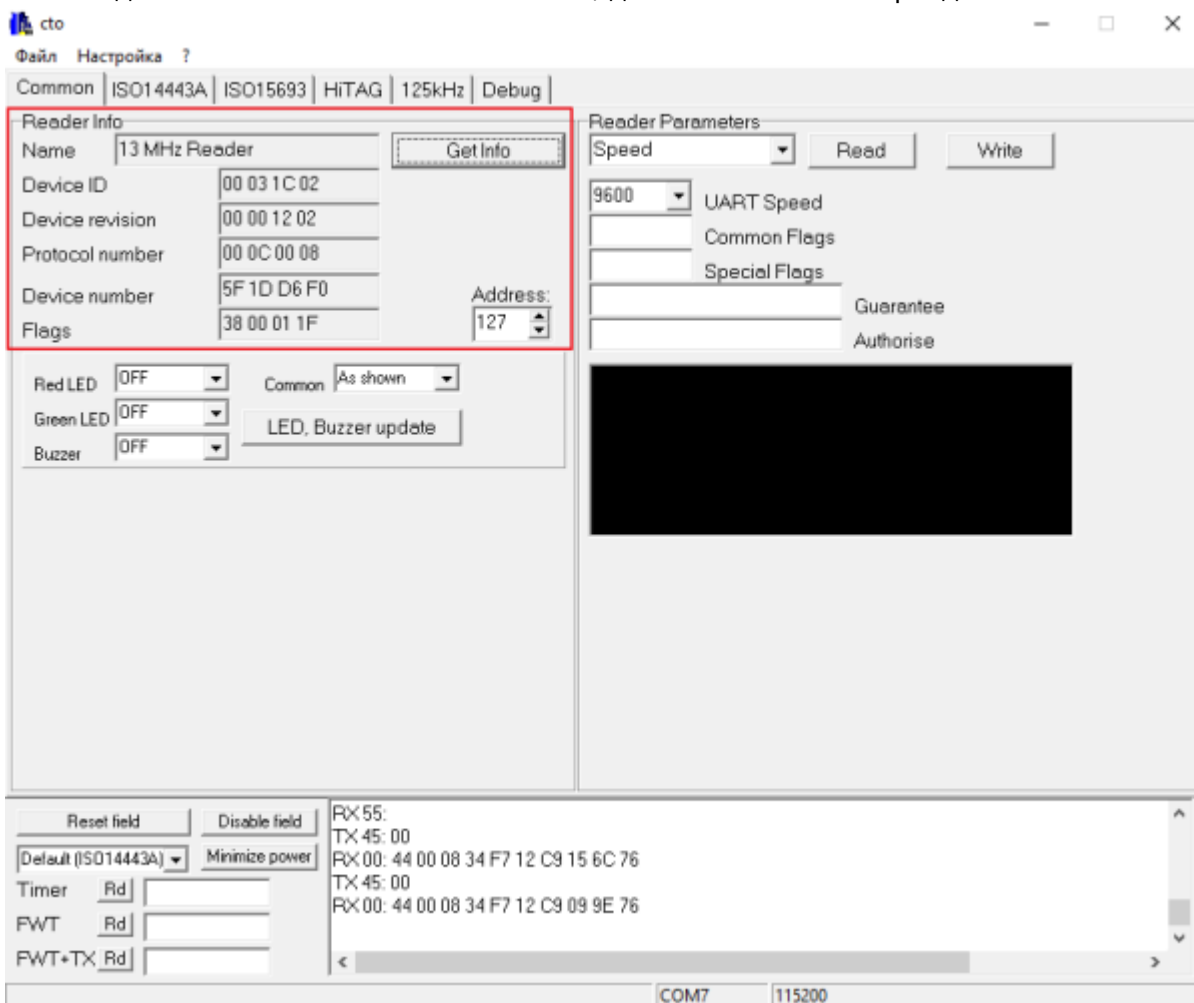 cto
Файл Настройка ?
Common ISO14443A ISO15693 HiTAG 125kHz Debug
Reader Info
Name 13 MHz Reader Get Info
Device ID 00 03 1C 02
Device revision 00 00 12 02
Protocol number 00 0C 00 08
Device number 5F 1D D6 F0 Address:
Flags 38 00 01 1F 127
Red LED OFF Common As shown
Green LED OFF LED, Buzzer update
Buzzer OFF
Reader Parameters
Speed Read Write
9600 UART Speed
Common Flags
Special Flags
Guarantee
Authorise
Reset field Disable field
Default (ISO14443A) Minimize power
Timer Rd
FWT Rd
FWT+TX Rd
RX 55:
TX 45: 00
RX 00: 44 00 08 34 F7 12 C9 15 6C 76
TX 45: 00
RX 00: 44 00 08 34 F7 12 C9 09 9E 76
COM7 115200